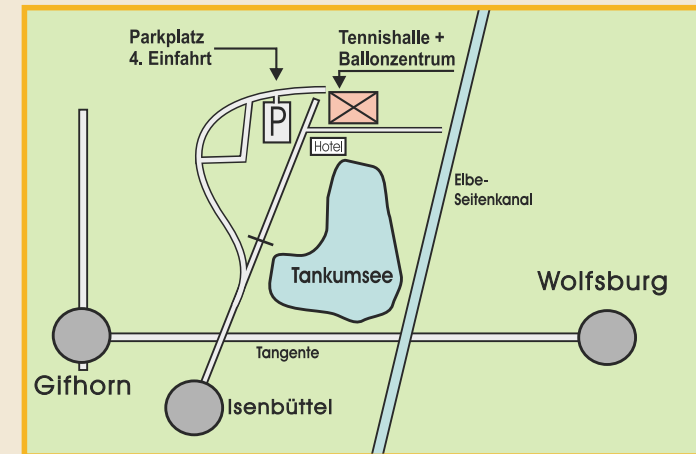 Parkplatz
4. Einfahrt
Tennishalle +
Ballonzentrum
P
Hotel
Elbe-
Seitenkanal
Tankumsee
Wolfsburg
Tangente
Gifhorn
Isenbüttel